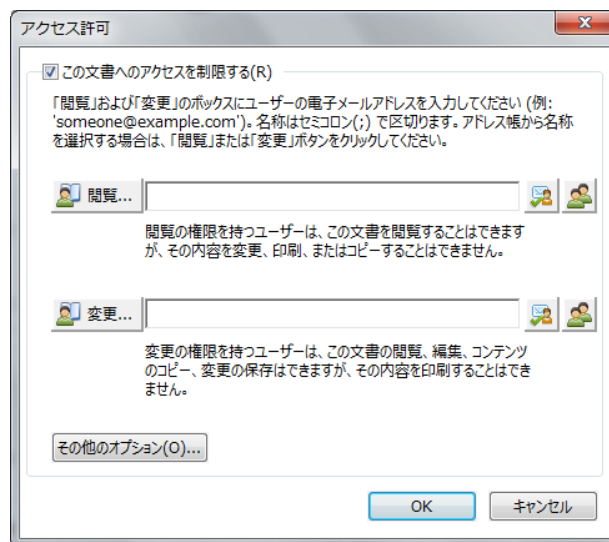 アクセス許可
この文書へのアクセスを制限する(R)
「閲覧」および「変更」のボックスにユーザーの電子メールアドレスを入力してください (例:
'someone@example.com')。名称はセミコロン(;) で区切ります。アドレス帳から名称
を選択する場合は、「閲覧」または「変更」ボタンをクリックしてください。
閲覧...
閲覧の権限を持つユーザーは、この文書を閲覧することはできます
が、その内容を変更、印刷、またはコピーすることはできません。
変更...
変更の権限を持つユーザーは、この文書の閲覧、編集、コンテンツ
のコピー、変更の保存はできますが、その内容を印刷することはでき
ません。
その他のオプション(O)...
OK
キャンセル